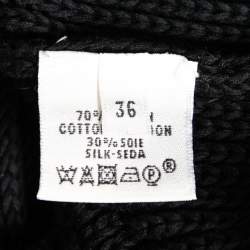 36
70%
COTTON
30% SOIE
SILK-SEDA
P ®